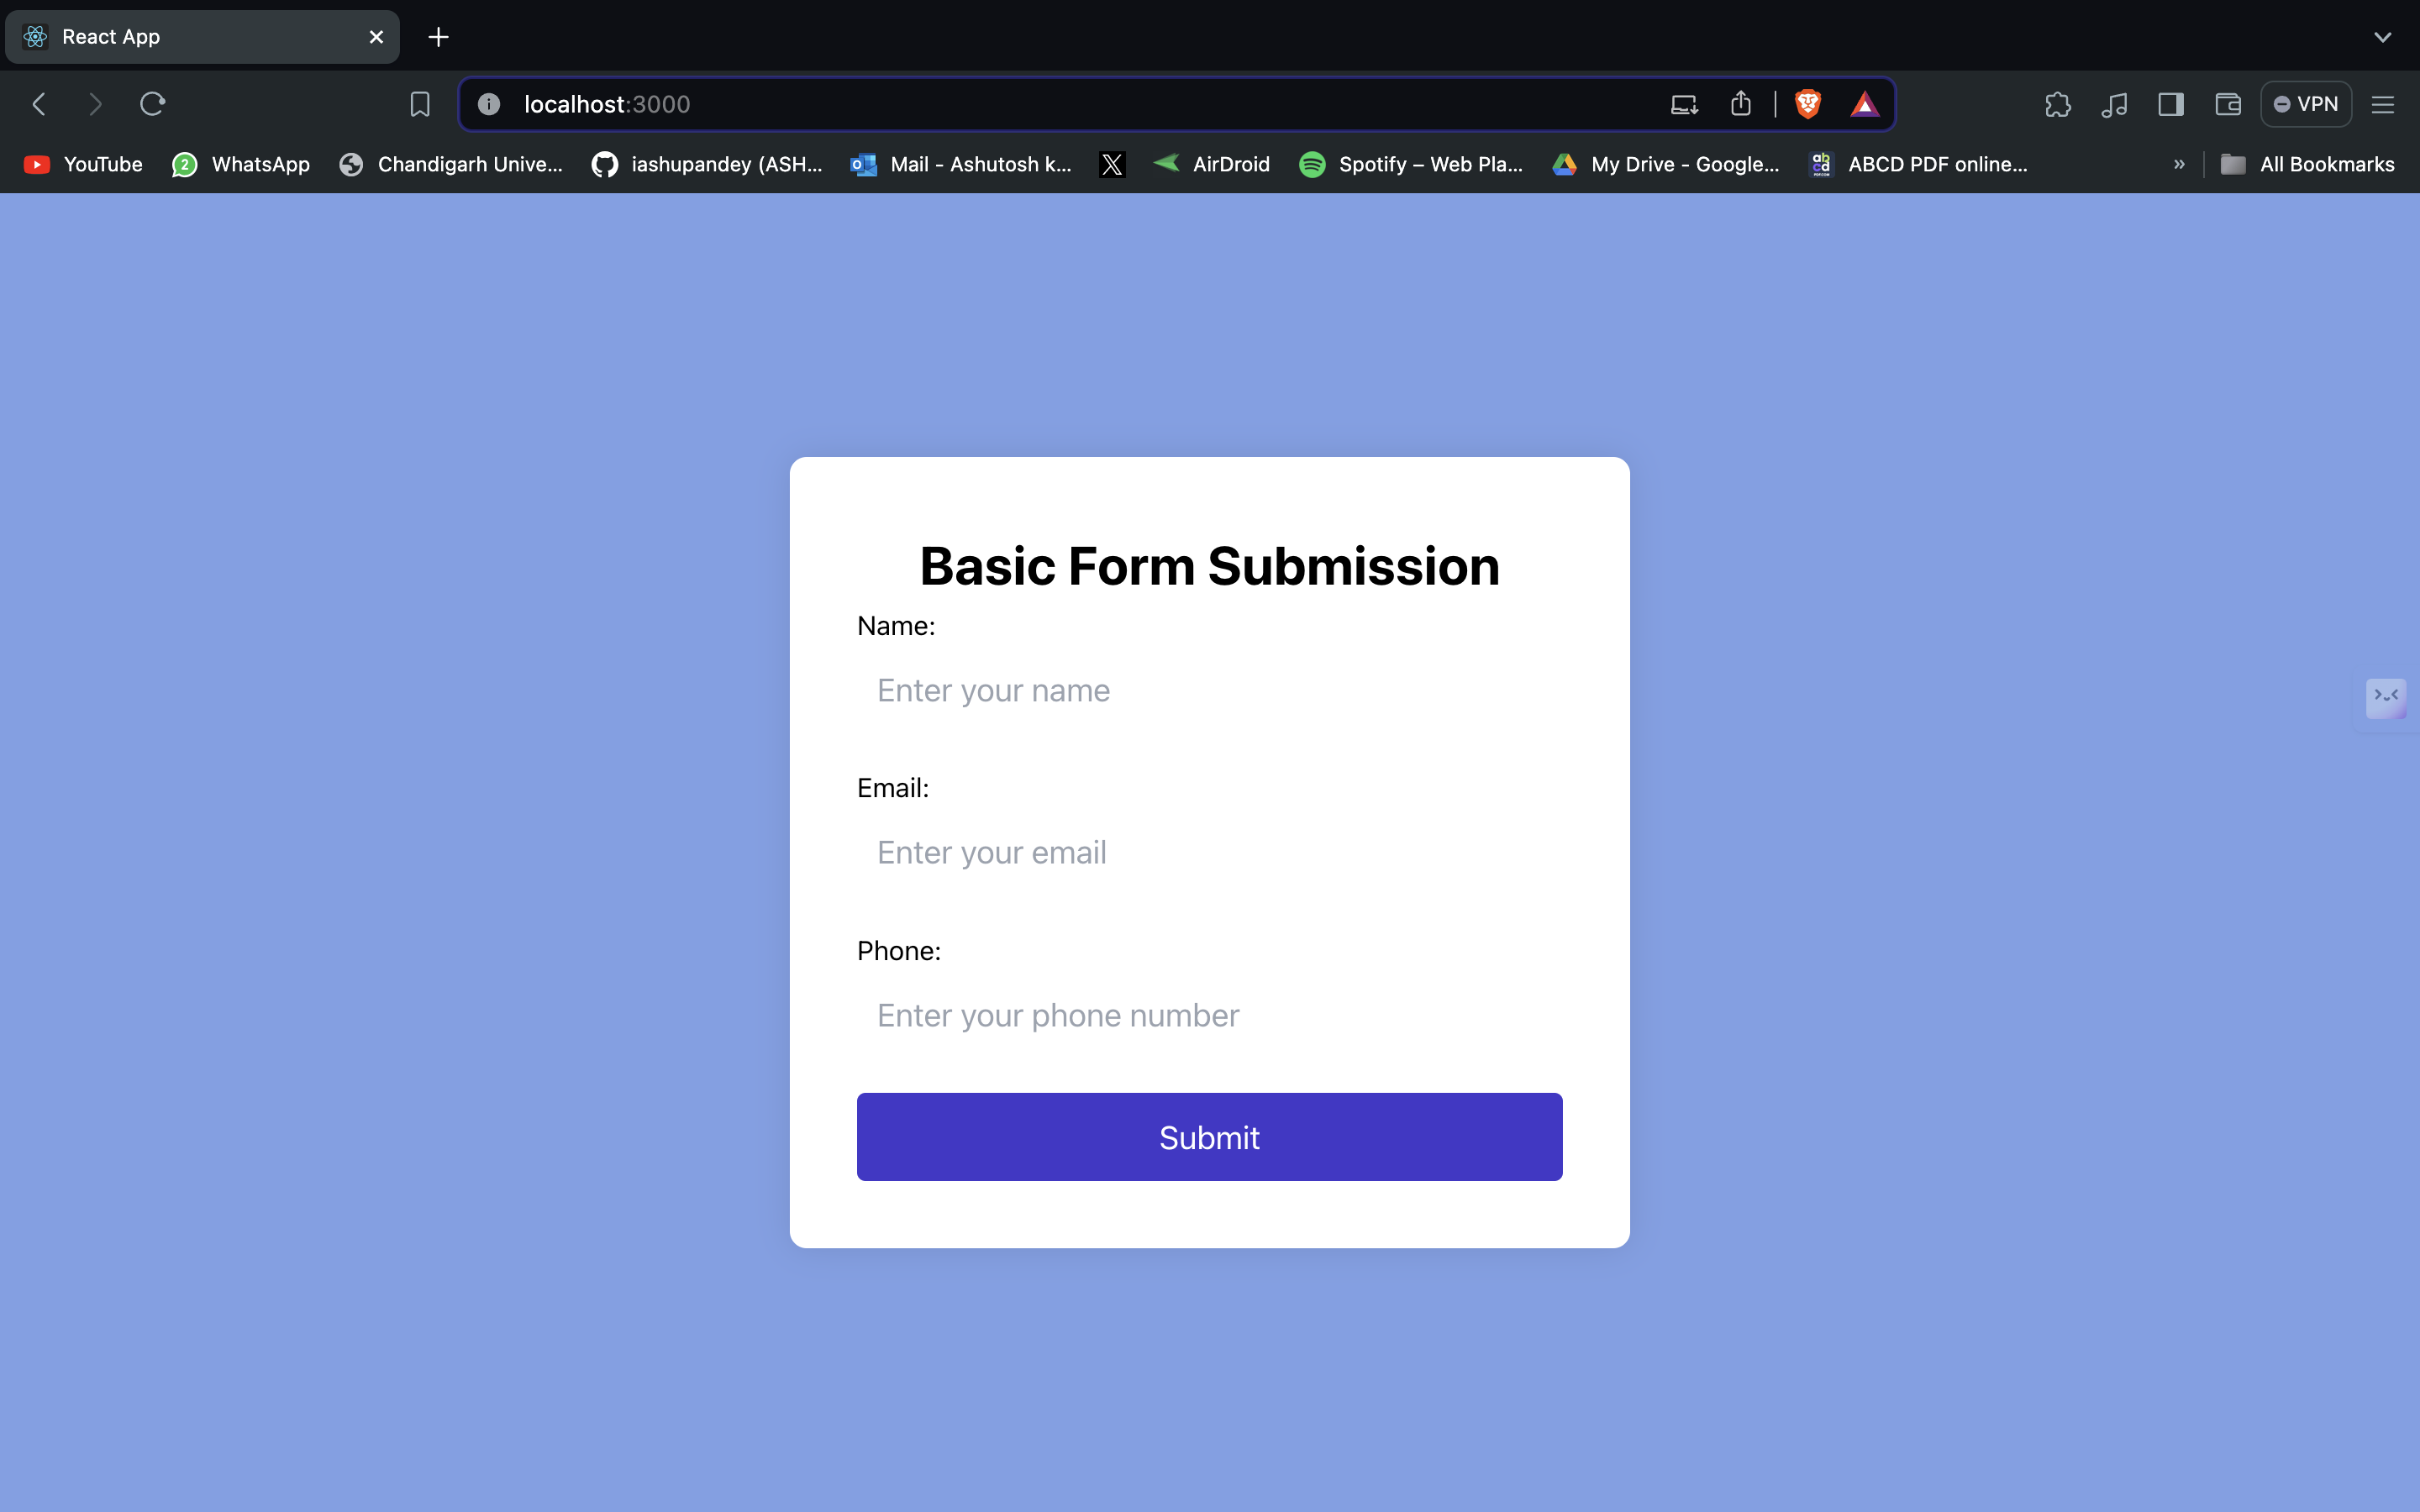 React App
localhost:3000
VPN
YouTube
2 WhatsApp
Chandigarh Unive...
iashupandey (ASH...
Mail - Ashutosh k...
AirDroid
Spotify – Web Pla...
My Drive - Google...
abcd ABCD PDF online...
» All Bookmarks
Basic Form Submission
Name:
Enter your name
Email:
Enter your email
Phone:
Enter your phone number
Submit